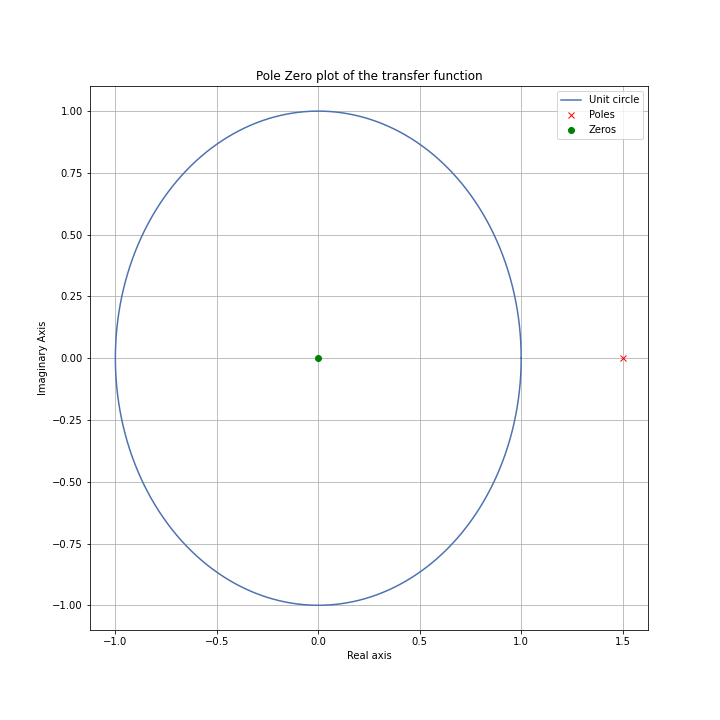 Pole Zero plot of the transfer function
Unit circle
Poles
Zeros
1.00
0.75
0.50
0.25
0.00
−0.25
−0.50
−0.75
−1.00
Imaginary Axis
−1.0 −0.5 0.0 0.5 1.0 1.5
Real axis